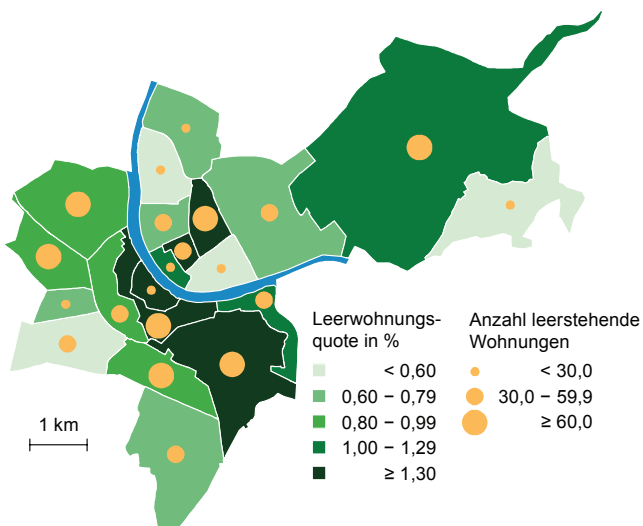 Leerwohnungs-
quote in %
< 0,60
0,60 – 0,79
0,80 – 0,99
1,00 – 1,29
≥ 1,30
Anzahl leerstehende
Wohnungen
< 30,0
30,0 – 59,9
≥ 60,0
1 km